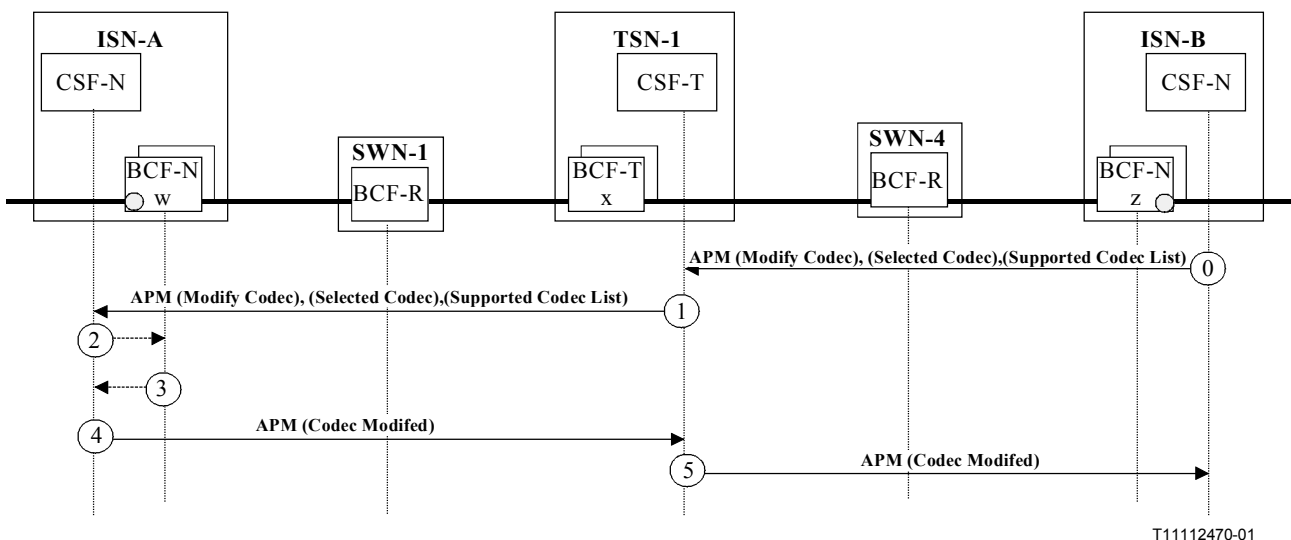 ISN-A
TSN-1
ISN-B
CSF-N
CSF-T
CSF-N
SWN-1
SWN-4
BCF-N
w
BCF-R
BCF-T
x
BCF-R
BCF-N
z
APM (Modify Codec), (Selected Codec),(Supported Codec List)
0
APM (Modify Codec), (Selected Codec),(Supported Codec List)
1
2
3
4
APM (Codec Modifed)
5
APM (Codec Modifed)
T11112470-01